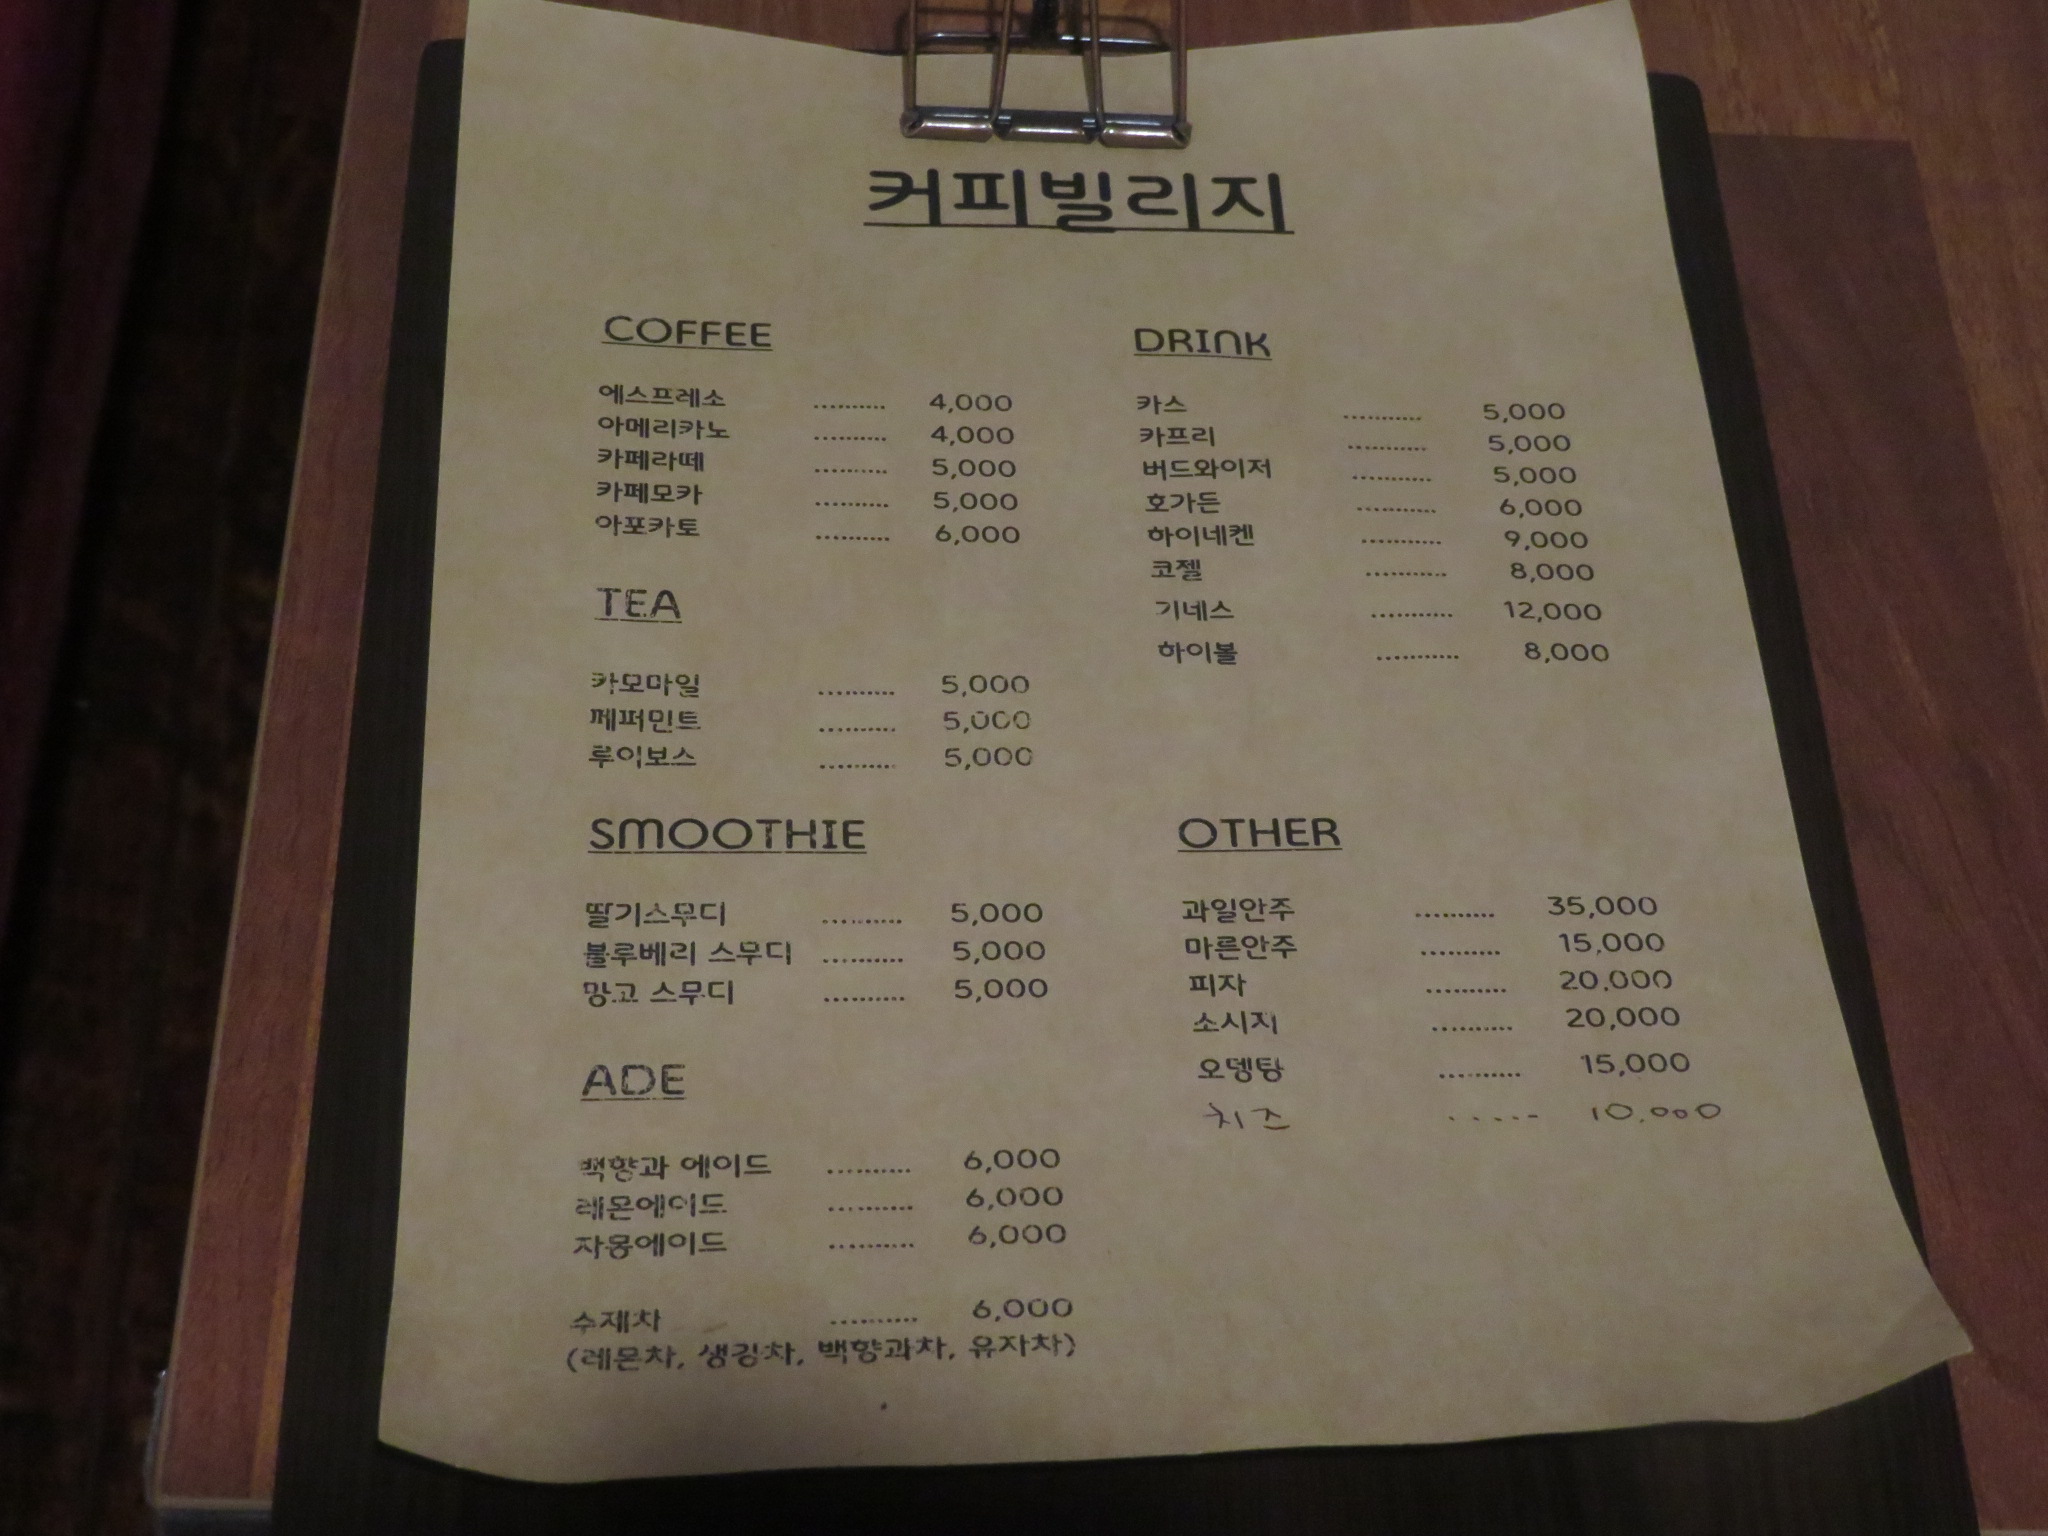 커피빌리지
COFFEE
에스프레소 .......... 4,000
아메리카노 .......... 4,000
카페라떼 .......... 5,000
카페모카 .......... 5,000
아포카토 .......... 6,000
TEA
카모마일 .......... 5,000
페퍼민트 .......... 5,000
루이보스 .......... 5,000
SMOOTHIE
딸기스무디 .......... 5,000
블루베리 스무디 .......... 5,000
망고 스무디 .......... 5,000
ADE
백향과 에이드 .......... 6,000
레몬에이드 .......... 6,000
자몽에이드 .......... 6,000
수제차 .......... 6,000
(레몬차, 생강차, 백향과차, 유자차)
DRINK
카스 .......... 5,000
카프리 .......... 5,000
버드와이저 .......... 5,000
호가든 .......... 6,000
하이네켄 .......... 9,000
코젤 .......... 8,000
기네스 .......... 12,000
하이볼 .......... 8,000
OTHER
과일안주 .......... 35,000
마른안주 .......... 15,000
피자 .......... 20,000
소시지 .......... 20,000
오뎅탕 .......... 15,000
치즈 ..... 10,000